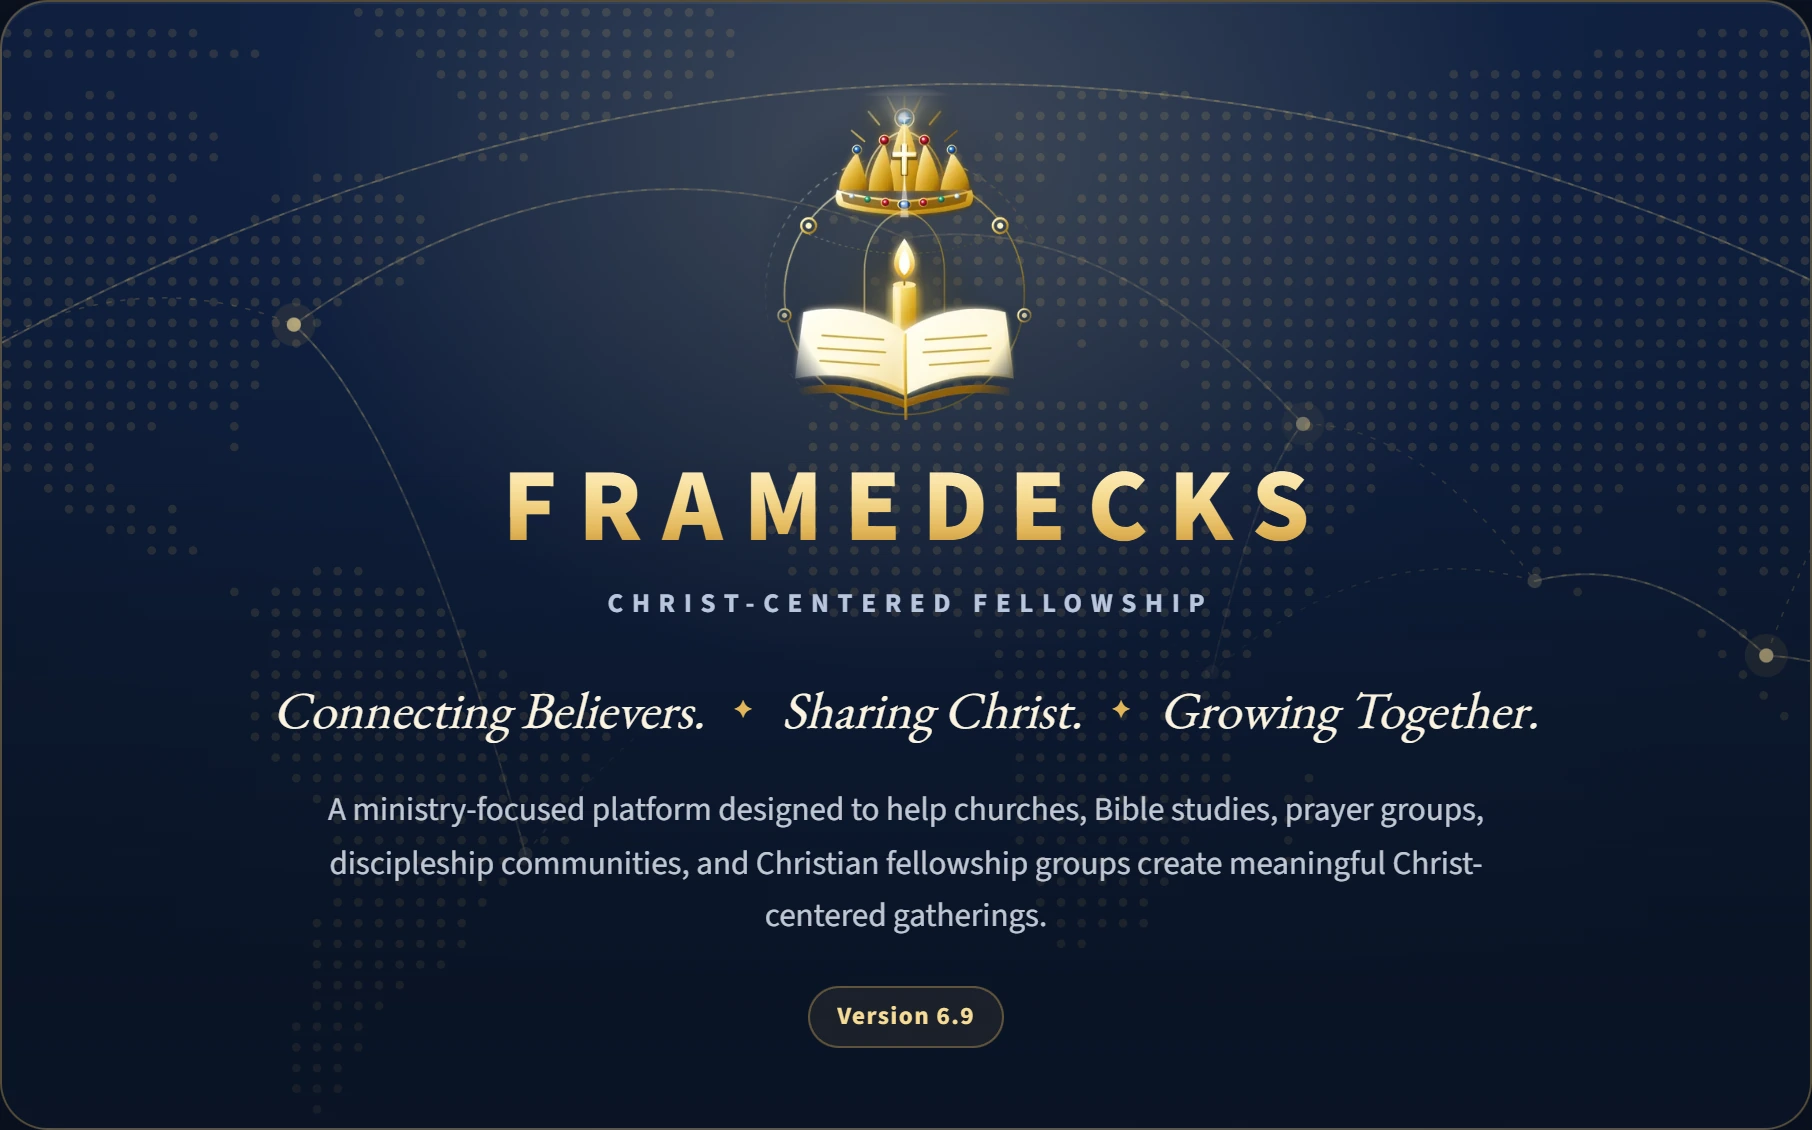 FRAMEDECKS
CHRIST-CENTERED FELLOWSHIP
Connecting Believers. ✦ Sharing Christ. ✦ Growing Together.
A ministry-focused platform designed to help churches, Bible studies, prayer groups,
discipleship communities, and Christian fellowship groups create meaningful Christ-
centered gatherings.
Version 6.9